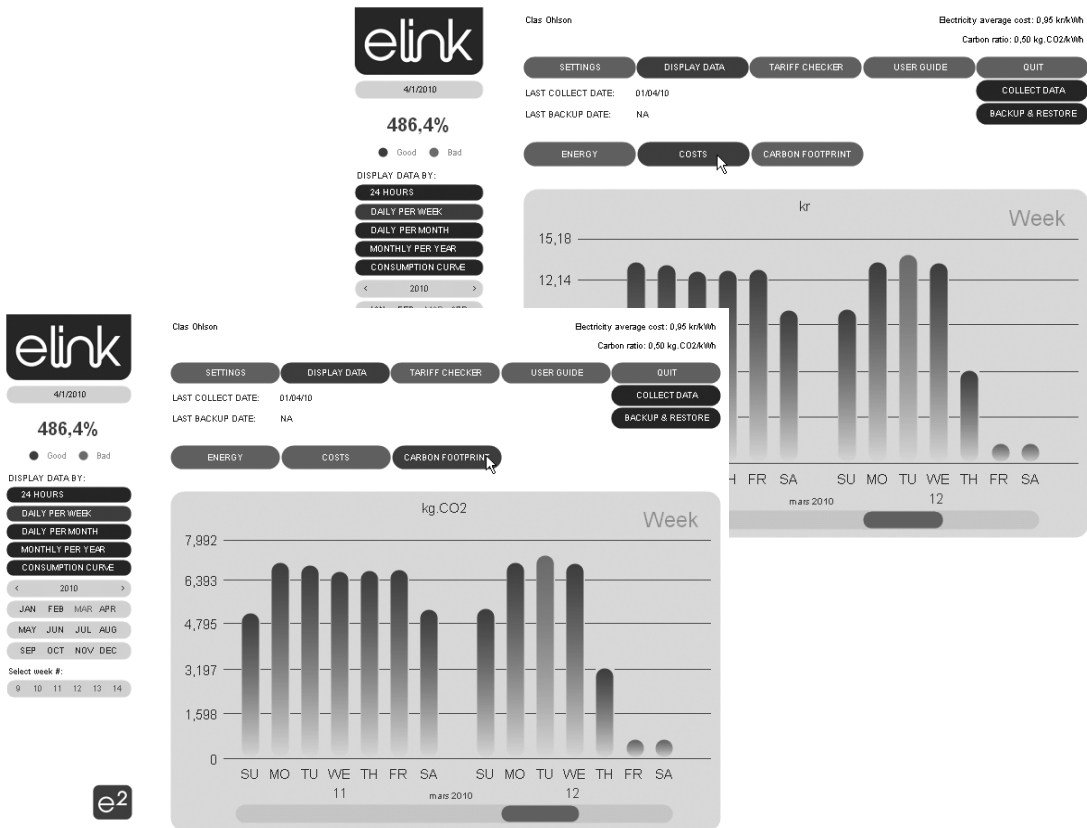 elink
Clas Ohlson
Electricity average cost: 0,95 kr/kWh
Carbon ratio: 0,50 kg.CO2/kWh
SETTINGS DISPLAY DATA TARIFF CHECKER USER GUIDE QUIT
4/1/2010
LAST COLLECT DATE: 01/04/10
COLLECT DATA
LAST BACKUP DATE: NA
BACKUP & RESTORE
486,4%
Good Bad
ENERGY COSTS CARBON FOOTPRINT
DISPLAY DATA BY:
24 HOURS
DAILY PER WEEK
DAILY PER MONTH
MONTHLY PER YEAR
CONSUMPTION CURVE
< 2010 >
kr
Week
15,18
12,14
H FR SA SU MO TU WE TH FR SA
mars 2010 12
elink
Clas Ohlson
Electricity average cost: 0,95 kr/kWh
Carbon ratio: 0,50 kg.CO2/kWh
SETTINGS DISPLAY DATA TARIFF CHECKER USER GUIDE QUIT
4/1/2010
LAST COLLECT DATE: 01/04/10
COLLECT DATA
LAST BACKUP DATE: NA
BACKUP & RESTORE
486,4%
Good Bad
ENERGY COSTS CARBON FOOTPRINT
DISPLAY DATA BY:
24 HOURS
DAILY PER WEEK
DAILY PER MONTH
MONTHLY PER YEAR
CONSUMPTION CURVE
< 2010 >
JAN FEB MAR APR
MAY JUN JUL AUG
SEP OCT NOV DEC
Select week #:
9 10 11 12 13 14
e2
kg.CO2
Week
7,992
6,393
4,795
3,197
1,598
0
SU MO TU WE TH FR SA SU MO TU WE TH FR SA
11 mars 2010 12